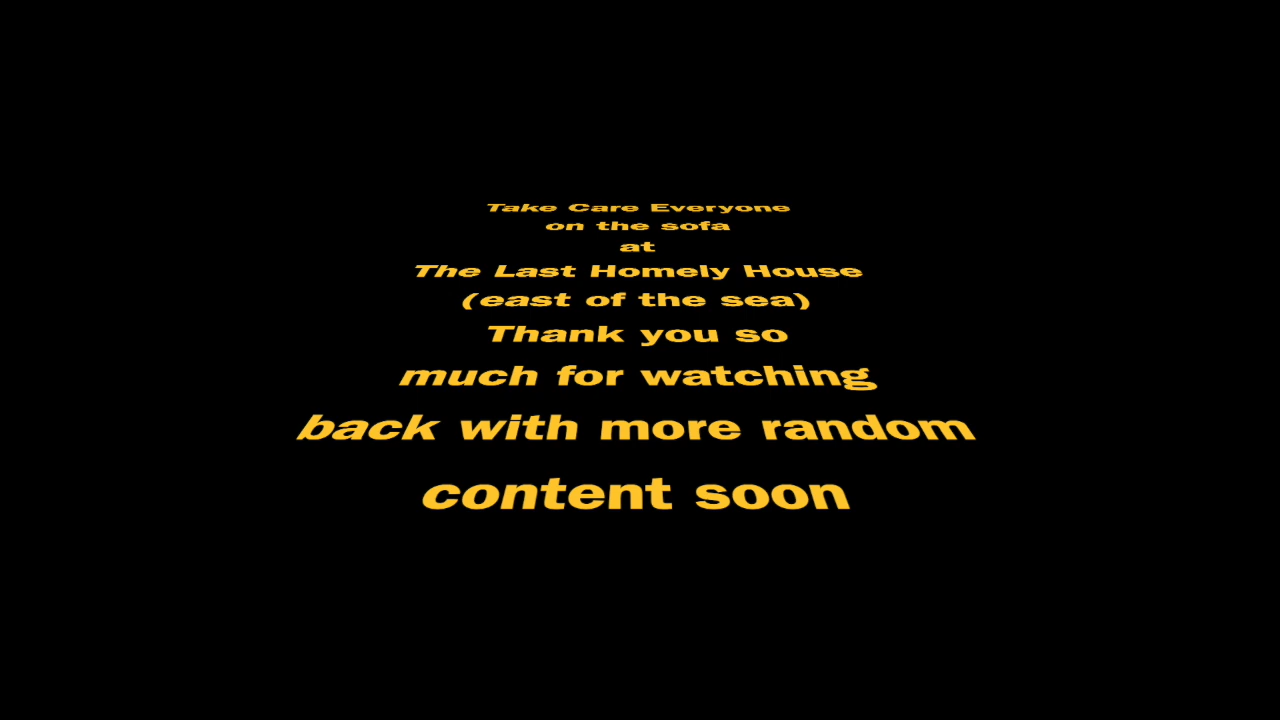 Take Care Everyone
on the sofa
at
The Last Homely House
(east of the sea)
Thank you so
much for watching
back with more random
content soon